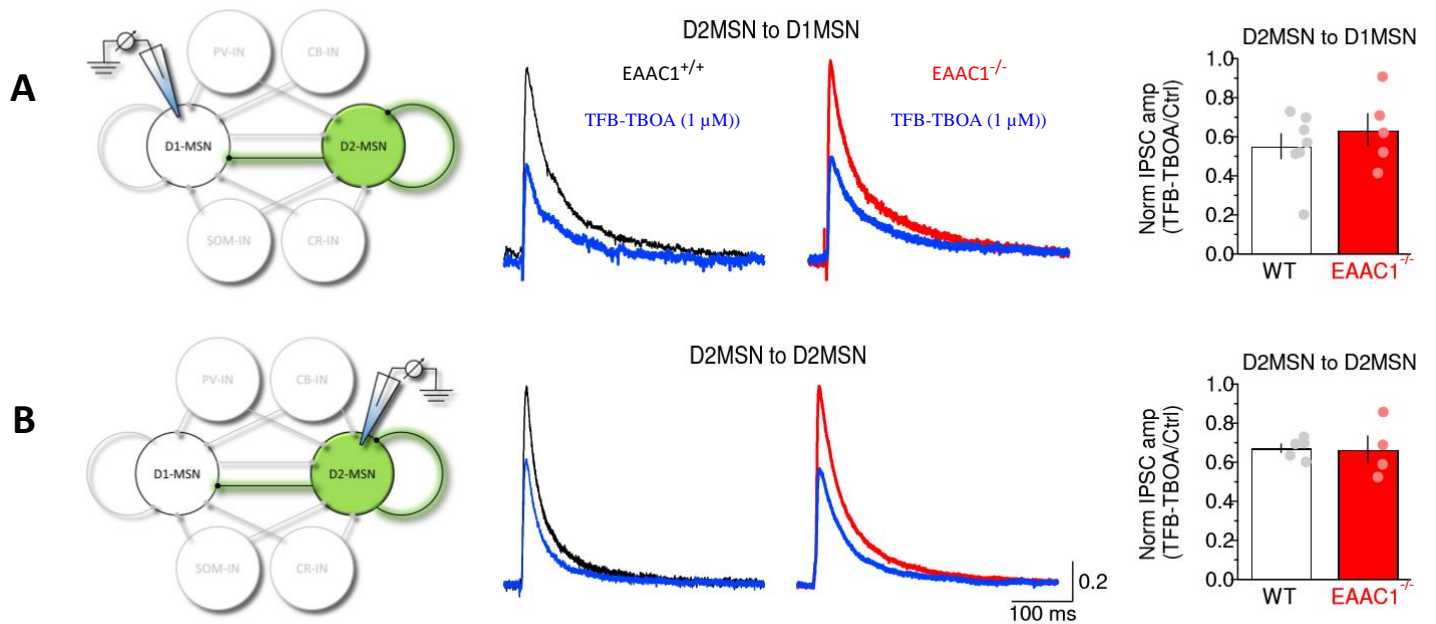 A
PV-IN
CB-IN
D1-MSN
D2-MSN
SOM-IN
CR-IN
D2MSN to D1MSN
EAAC1+/+
EAAC1-/-
TFB-TBOA (1 µM))
TFB-TBOA (1 µM))
D2MSN to D1MSN
Norm IPSC amp
(TFB-TBOA/Ctrl)
1.0
0.8
0.6
0.4
0.2
0.0
WT
EAAC1-/-
B
PV-IN
CB-IN
D1-MSN
D2-MSN
SOM-IN
CR-IN
D2MSN to D2MSN
0.2
100 ms
D2MSN to D2MSN
Norm IPSC amp
(TFB-TBOA/Ctrl)
1.0
0.8
0.6
0.4
0.2
0.0
WT
EAAC1-/-